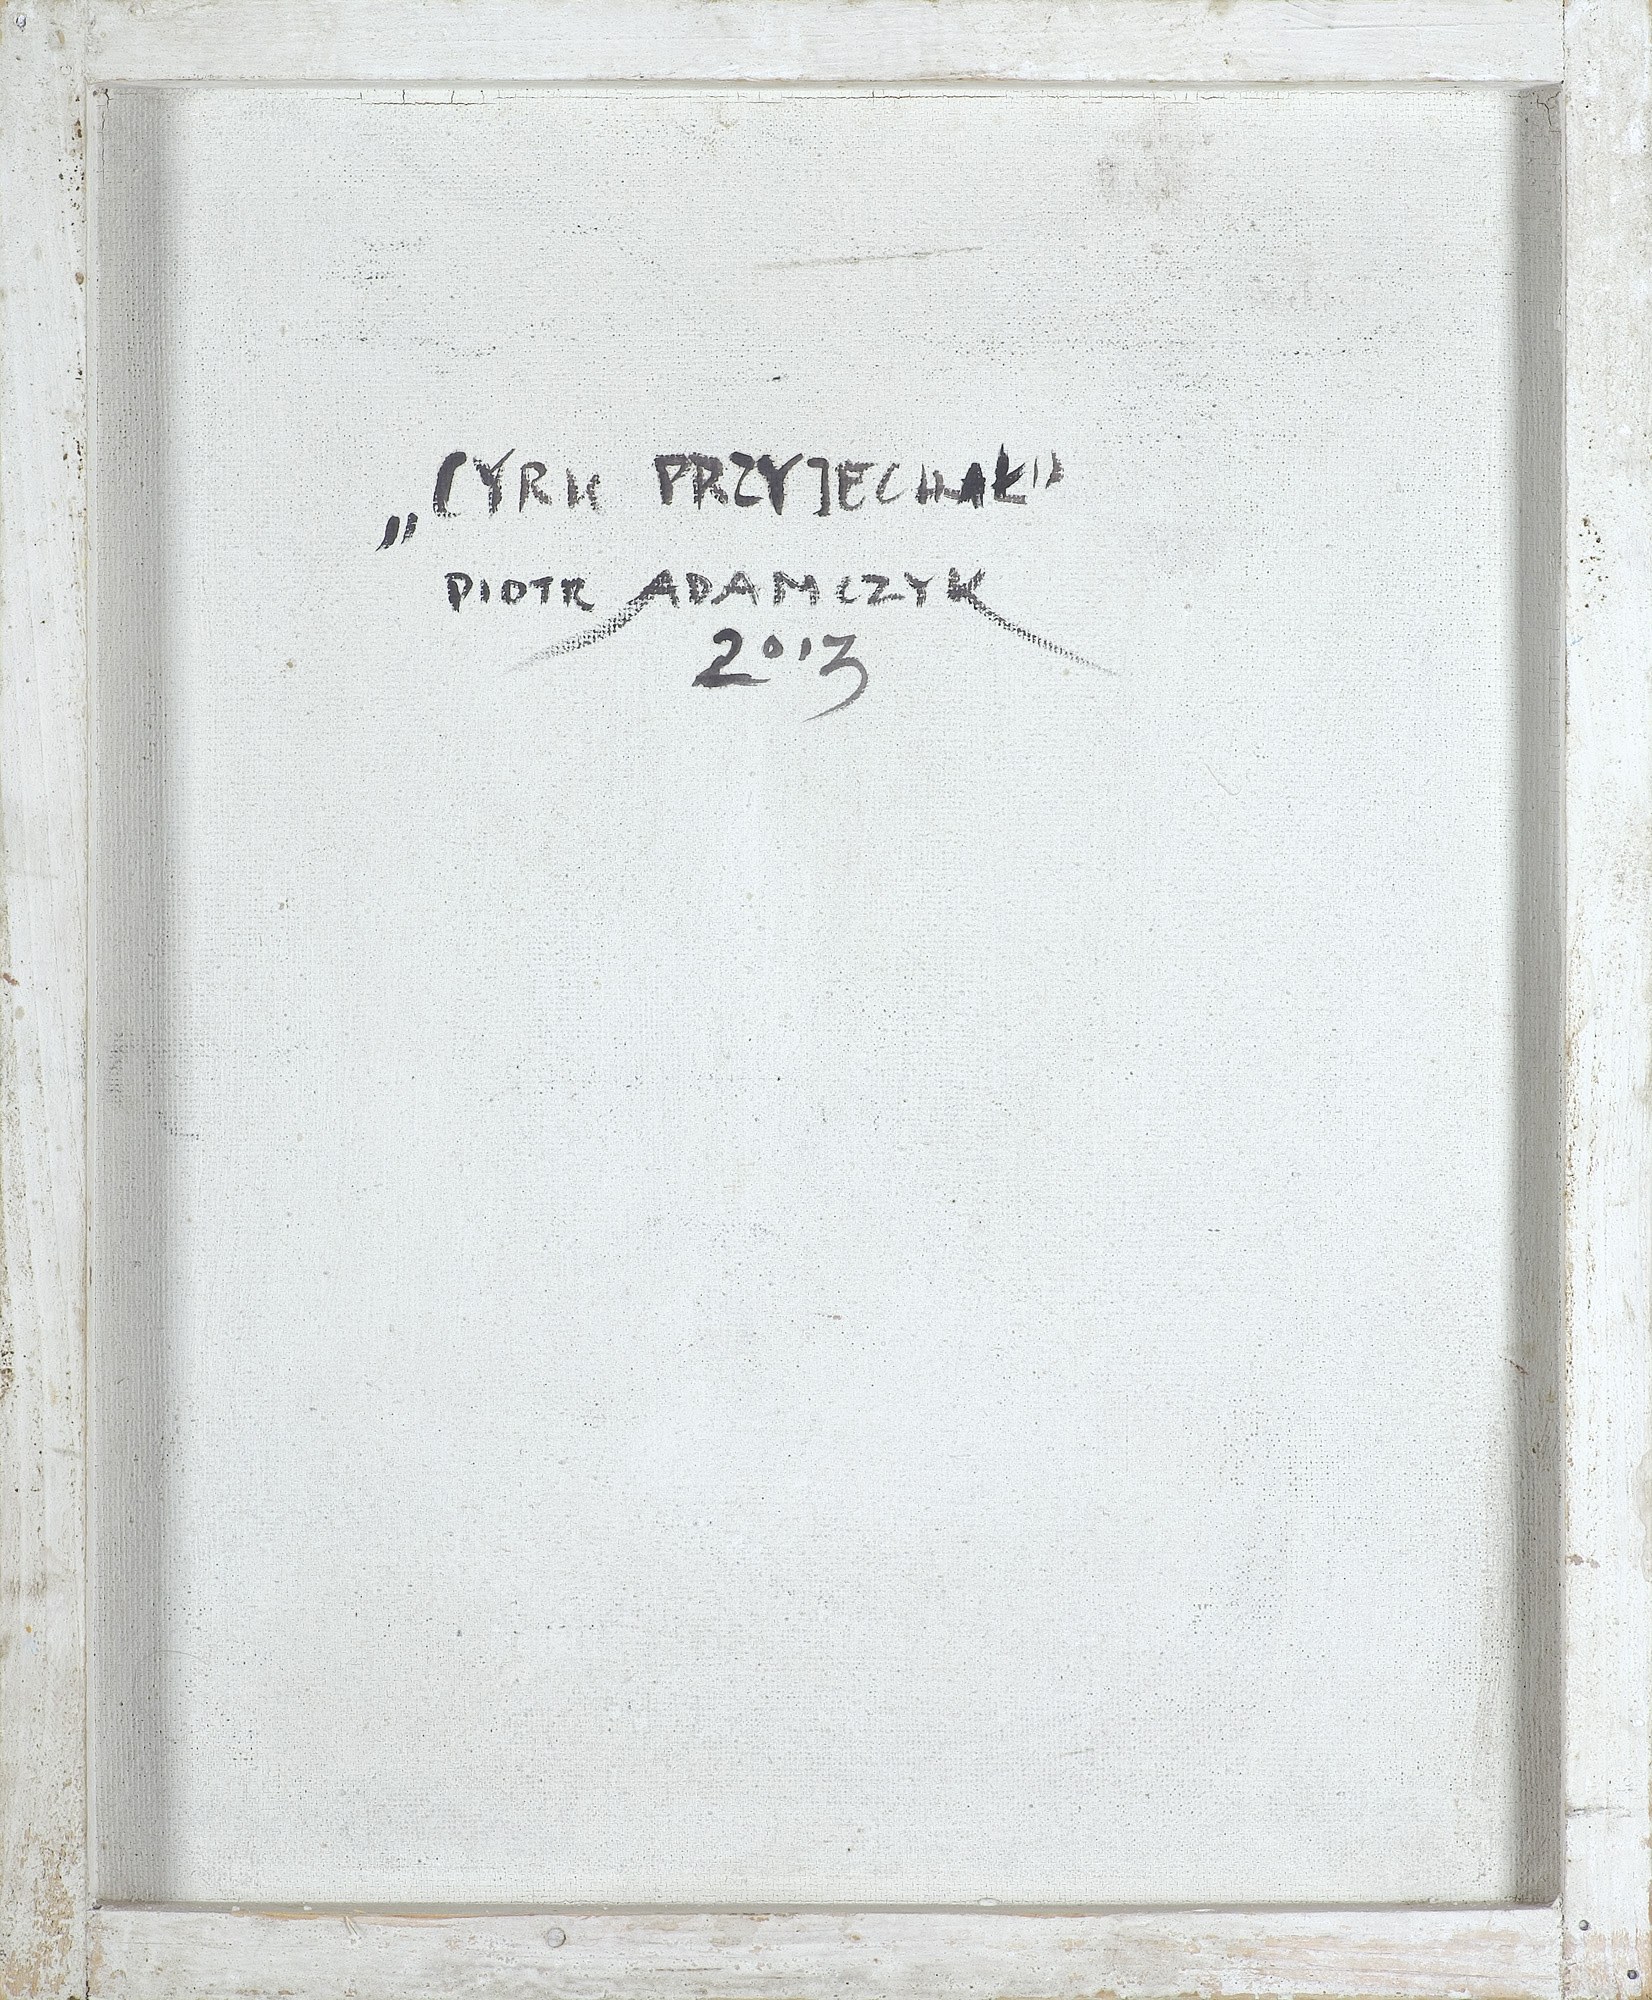 „CYRK PRZYJECHAŁ”
PIOTR ADAMCZYK
2013